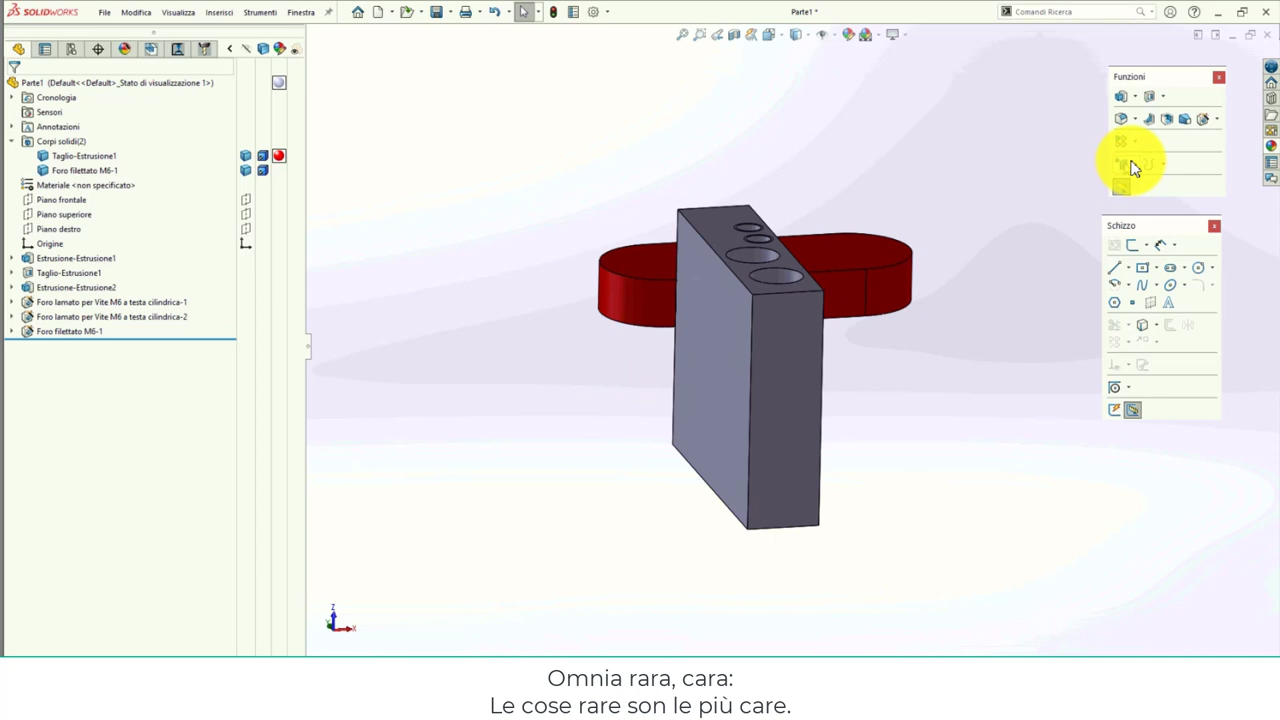 SOLIDWORKS File Modifica Visualizza Inserisci Strumenti Finestra Parte1 * Comandi Ricerca
Parte1 (Default<<Default>_Stato di visualizzazione 1>)
Cronologia
Sensori
Annotazioni
Corpi solidi(2)
Taglio-Estrusione1
Foro filettato M6-1
Materiale <non specificato>
Piano frontale
Piano superiore
Piano destro
Origine
Estrusione-Estrusione1
Taglio-Estrusione1
Estrusione-Estrusione2
Foro lamato per Vite M6 a testa cilindrica-1
Foro lamato per Vite M6 a testa cilindrica-2
Foro filettato M6-1
Funzioni
Schizzo
Z
X
Omnia rara, cara:
Le cose rare son le più care.